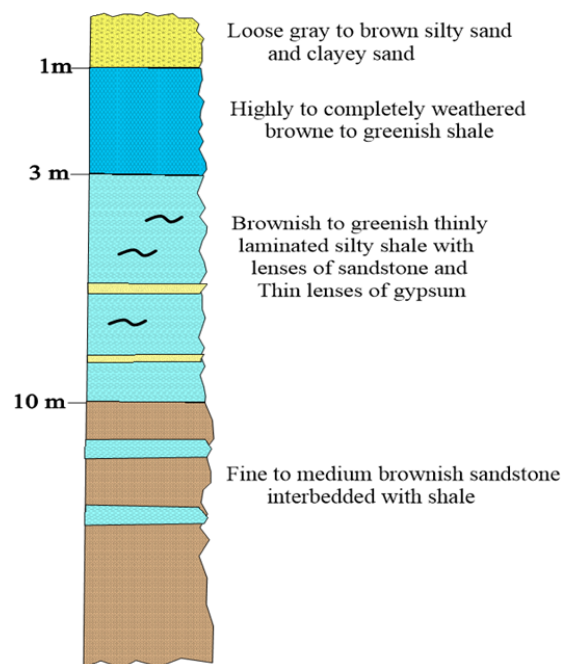 Loose gray to brown silty sand
and clayey sand
1m
Highly to completely weathered
browne to greenish shale
3 m
Brownish to greenish thinly
laminated silty shale with
lenses of sandstone and
Thin lenses of gypsum
10 m
Fine to medium brownish sandstone
interbedded with shale